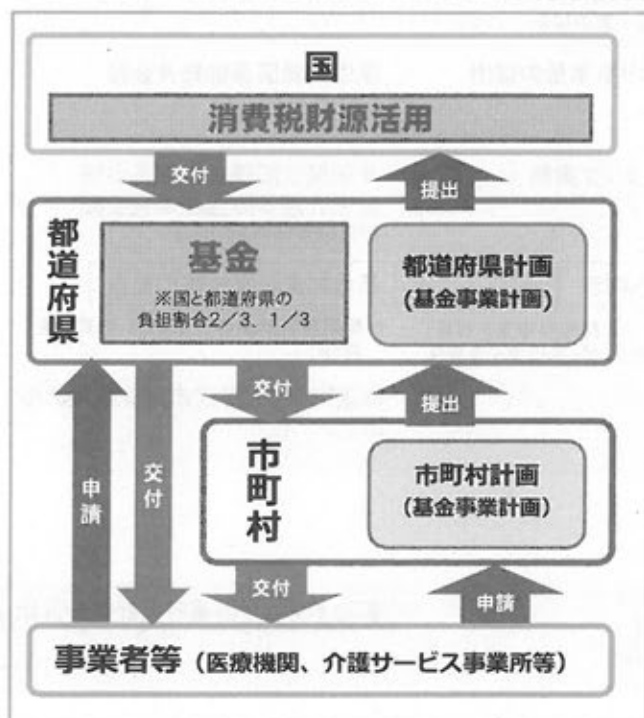 国
消費税財源活用
交付
提出
都道府県
基金
※国と都道府県の
負担割合2/3、1/3
都道府県計画
(基金事業計画)
申請
交付
交付
提出
市町村
市町村計画
(基金事業計画)
交付
申請
事業者等(医療機関、介護サービス事業所等)